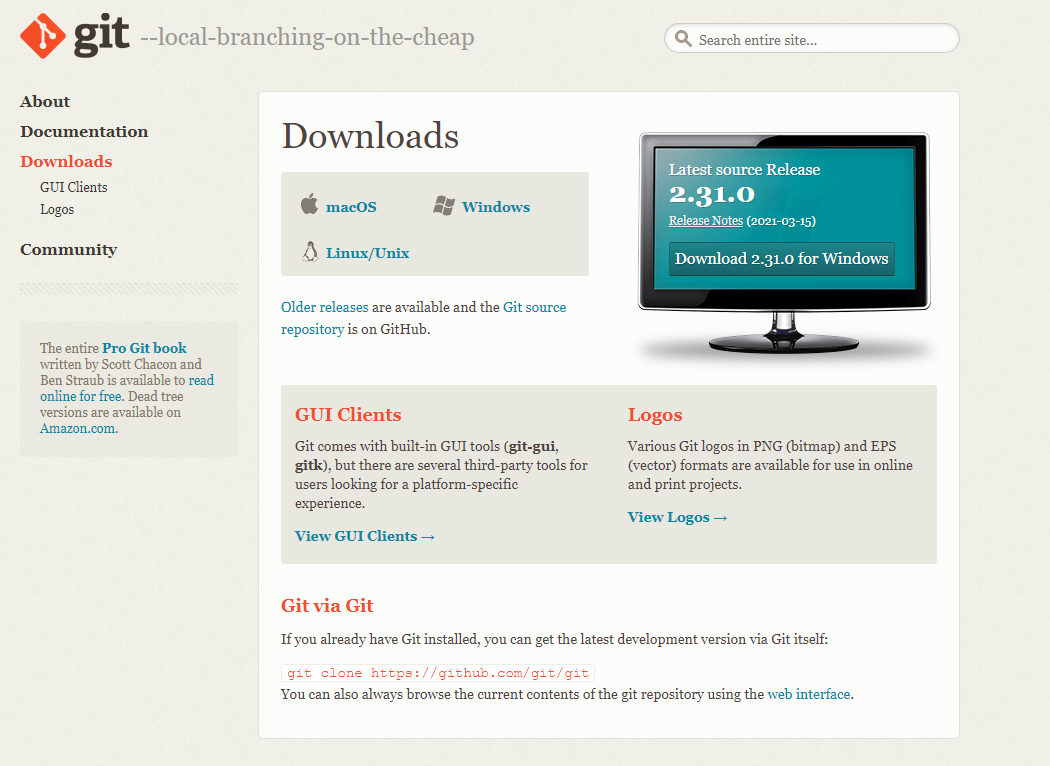 git --local-branching-on-the-cheap
Search entire site...
About
Documentation
Downloads
GUI Clients
Logos
Community
The entire Pro Git book
written by Scott Chacon and
Ben Straub is available to read
online for free. Dead tree
versions are available on
Amazon.com.
Downloads
macOS
Windows
Linux/Unix
Older releases are available and the Git source
repository is on GitHub.
Latest source Release
2.31.0
Release Notes (2021-03-15)
Download 2.31.0 for Windows
GUI Clients
Git comes with built-in GUI tools (git-gui,
gitk), but there are several third-party tools for
users looking for a platform-specific
experience.
View GUI Clients →
Logos
Various Git logos in PNG (bitmap) and EPS
(vector) formats are available for use in online
and print projects.
View Logos →
Git via Git
If you already have Git installed, you can get the latest development version via Git itself:
git clone https://github.com/git/git
You can also always browse the current contents of the git repository using the web interface.